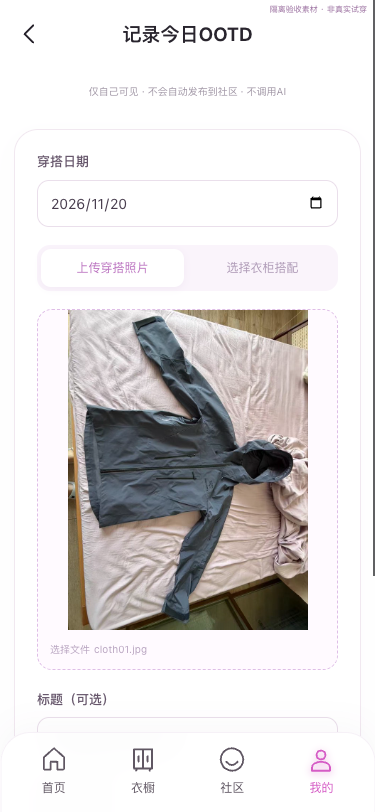 隔离验收素材 · 非真实试穿
记录今日OOTD
仅自己可见 · 不会自动发布到社区 · 不调用AI
穿搭日期
2026/11/20
上传穿搭照片
选择衣柜搭配
选择文件 cloth01.jpg
标题（可选）
首页
衣橱
社区
我的